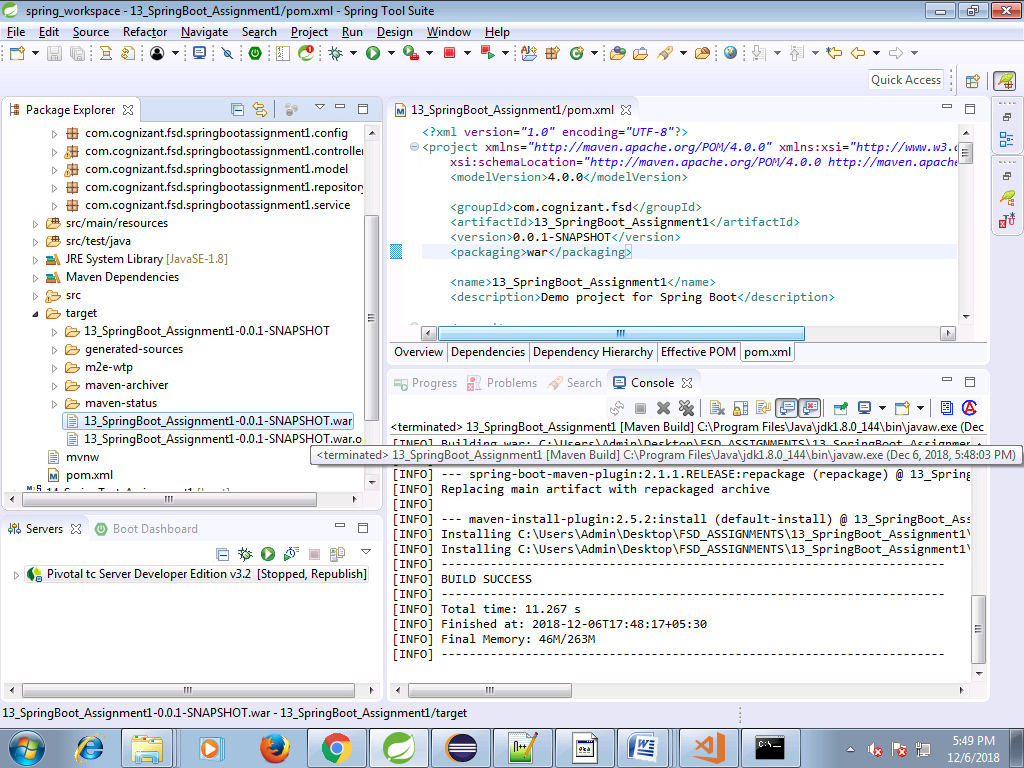 spring_workspace - 13_SpringBoot_Assignment1/pom.xml - Spring Tool Suite
File Edit Source Refactor Navigate Search Project Run Design Window Help
Quick Access
Package Explorer
com.cognizant.fsd.springbootassignment1.config
com.cognizant.fsd.springbootassignment1.controller
com.cognizant.fsd.springbootassignment1.model
com.cognizant.fsd.springbootassignment1.repository
com.cognizant.fsd.springbootassignment1.service
src/main/resources
src/test/java
JRE System Library [JavaSE-1.8]
Maven Dependencies
src
target
13_SpringBoot_Assignment1-0.0.1-SNAPSHOT
generated-sources
m2e-wtp
maven-archiver
maven-status
13_SpringBoot_Assignment1-0.0.1-SNAPSHOT.war
13_SpringBoot_Assignment1-0.0.1-SNAPSHOT.war.o
mvnw
pom.xml
Servers Boot Dashboard
Pivotal tc Server Developer Edition v3.2 [Stopped, Republish]
13_SpringBoot_Assignment1/pom.xml
<?xml version="1.0" encoding="UTF-8"?>
<project xmlns="http://maven.apache.org/POM/4.0.0" xmlns:xsi="http://www.w3.o
xsi:schemaLocation="http://maven.apache.org/POM/4.0.0 http://maven.apache
<modelVersion>4.0.0</modelVersion>
<groupId>com.cognizant.fsd</groupId>
<artifactId>13_SpringBoot_Assignment1</artifactId>
<version>0.0.1-SNAPSHOT</version>
<packaging>war</packaging>
<name>13_SpringBoot_Assignment1</name>
<description>Demo project for Spring Boot</description>
Overview Dependencies Dependency Hierarchy Effective POM pom.xml
Progress Problems Search Console
<terminated> 13_SpringBoot_Assignment1 [Maven Build] C:\Program Files\Java\jdk1.8.0_144\bin\javaw.exe (Dec
[INFO] Building war: C:\Users\Admin\Desktop\FSD_ASSIGNMENTS\13_SpringBoot_Assignmen
<terminated> 13_SpringBoot_Assignment1 [Maven Build] C:\Program Files\Java\jdk1.8.0_144\bin\javaw.exe (Dec 6, 2018, 5:48:03 PM)
[INFO] --- spring-boot-maven-plugin:2.1.1.RELEASE:repackage (repackage) @ 13_Spring
[INFO] Replacing main artifact with repackaged archive
[INFO]
[INFO] --- maven-install-plugin:2.5.2:install (default-install) @ 13_SpringBoot_Ass
[INFO] Installing C:\Users\Admin\Desktop\FSD_ASSIGNMENTS\13_SpringBoot_Assignment1\
[INFO] Installing C:\Users\Admin\Desktop\FSD_ASSIGNMENTS\13_SpringBoot_Assignment1\
[INFO] ------------------------------------------------------------------------
[INFO] BUILD SUCCESS
[INFO] ------------------------------------------------------------------------
[INFO] Total time: 11.267 s
[INFO] Finished at: 2018-12-06T17:48:17+05:30
[INFO] Final Memory: 46M/263M
[INFO] ------------------------------------------------------------------------
13_SpringBoot_Assignment1-0.0.1-SNAPSHOT.war - 13_SpringBoot_Assignment1/target
5:49 PM
12/6/2018